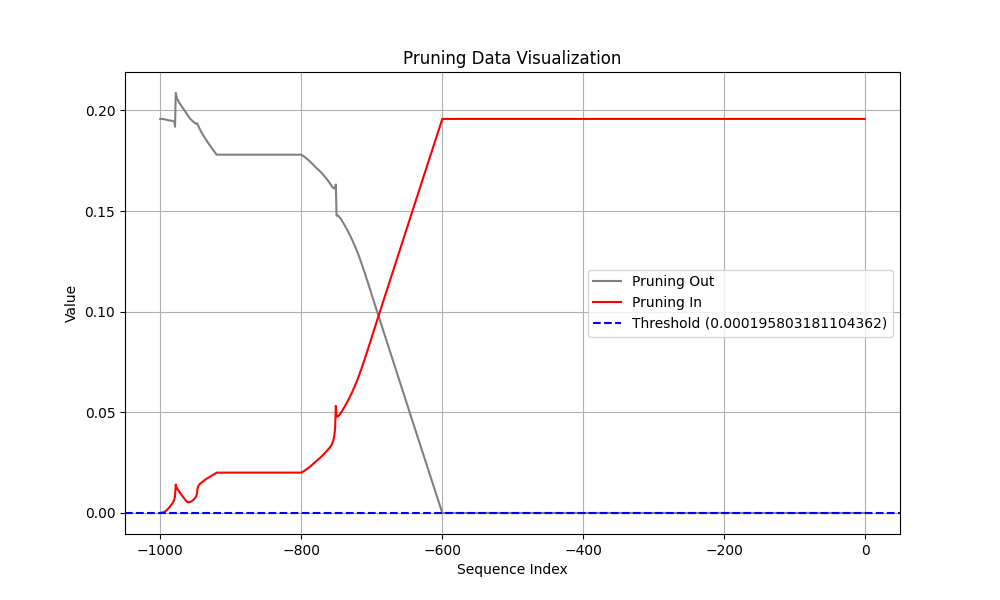 Pruning Data Visualization
0.20
0.15
0.10
0.05
0.00
Value
Pruning Out
Pruning In
Threshold (0.000195803181104362)
−1000
−800
−600
−400
−200
0
Sequence Index